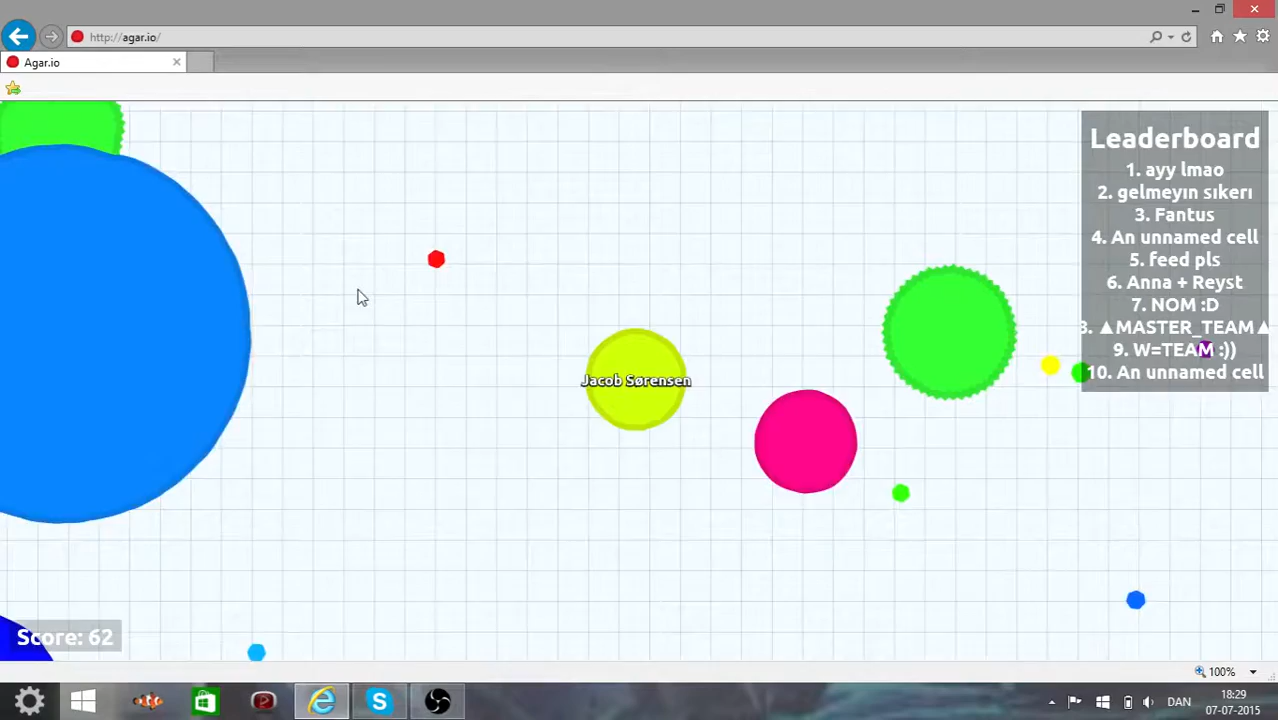 http://agar.io/
Agar.io
Leaderboard
1. ayy lmao
2. gelmeyın sıkerı
3. Fantus
4. An unnamed cell
5. feed pls
6. Anna + Reyst
7. NOM :D
8. ▲MASTER_TEAM▲
9. W=TEAM :))
10. An unnamed cell
Jacob Sørensen
Score: 62
100%
DAN
18:29
07-07-2015